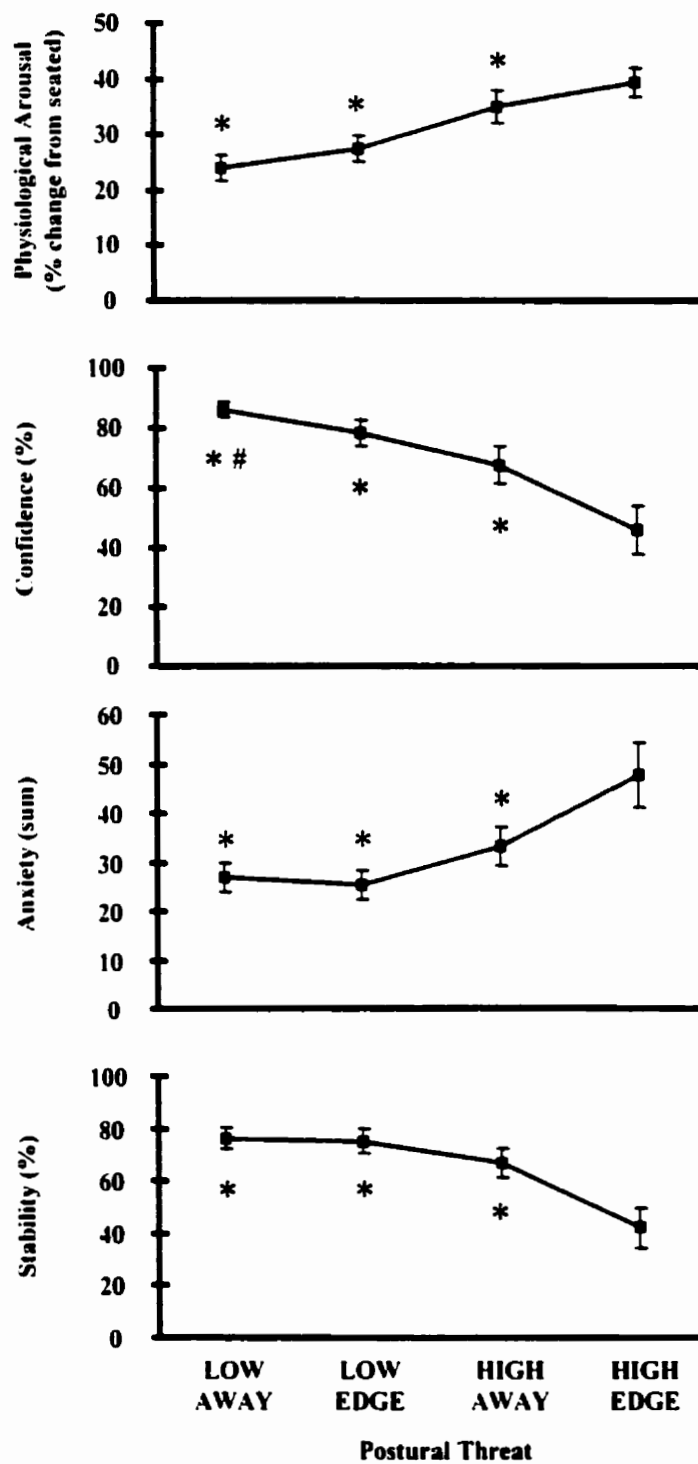 Physiological Arousal
(% change from seated)
50
40
30
20
10
0
*
*
*
Confidence (%)
100
80
60
40
20
0
* #
*
*
Anxiety (sum)
60
50
40
30
20
10
0
*
*
*
Stability (%)
100
80
60
40
20
0
*
*
*
LOW
AWAY
LOW
EDGE
HIGH
AWAY
HIGH
EDGE
Postural Threat